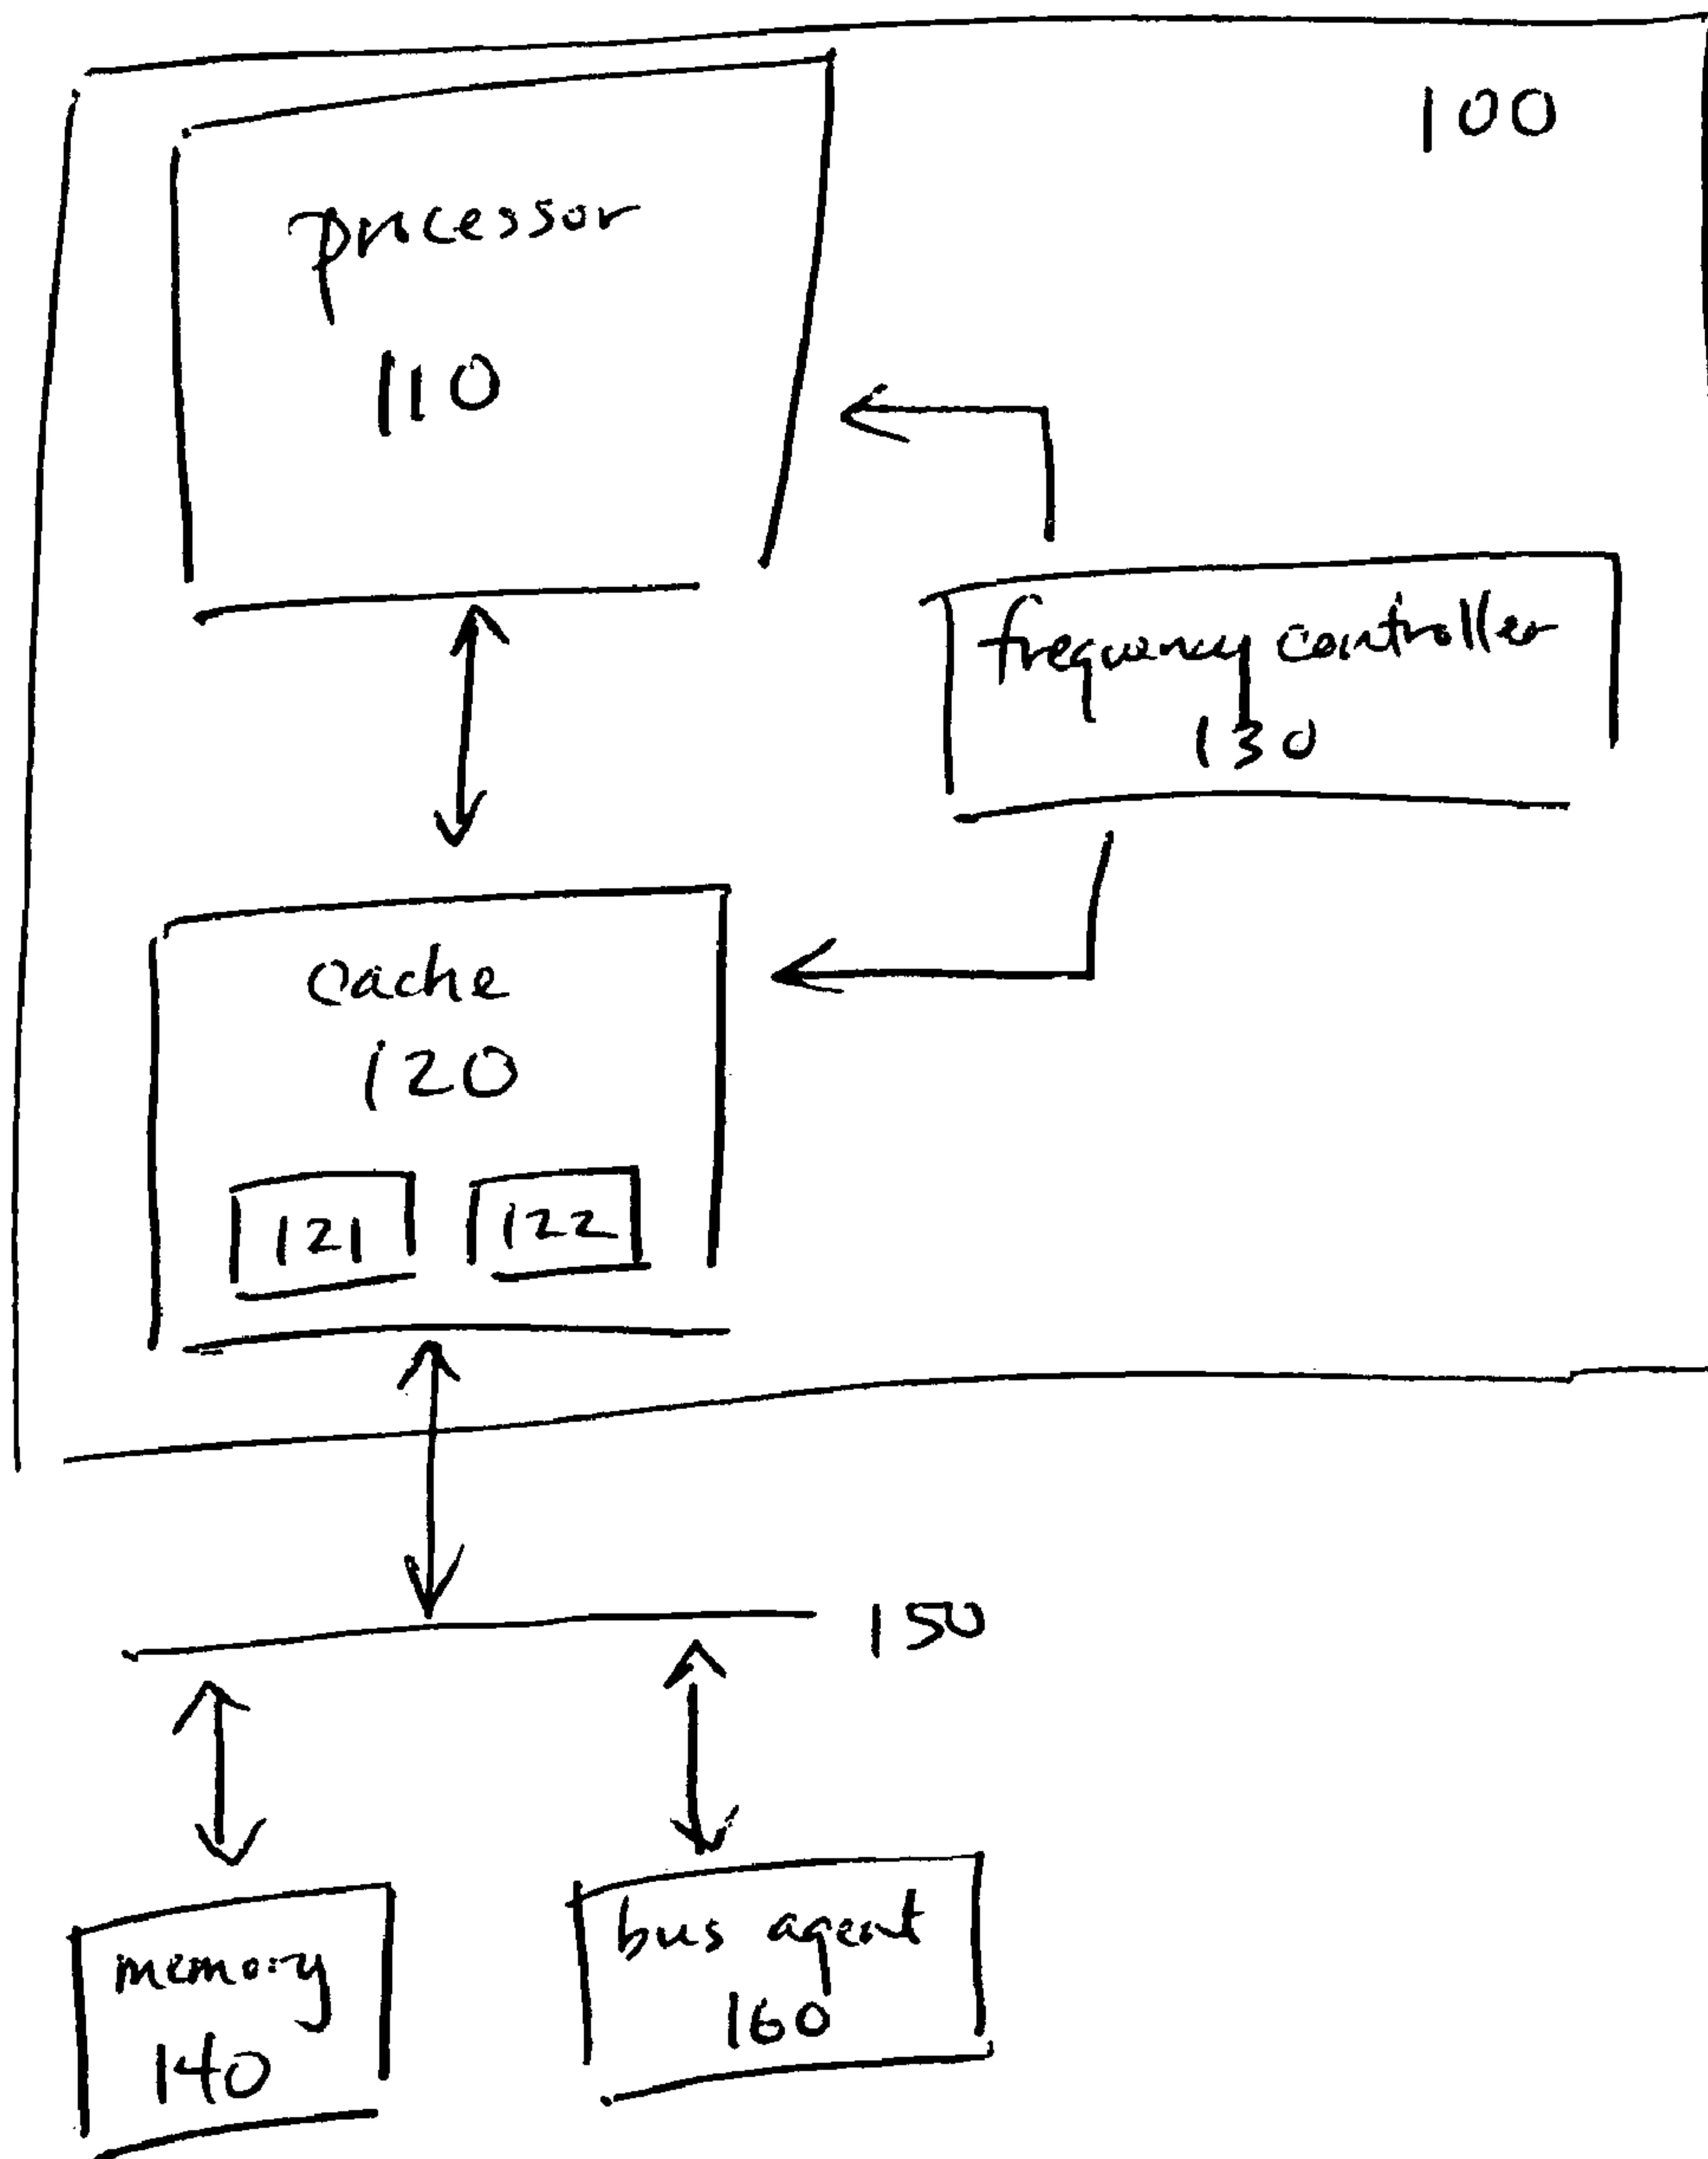 100
processor
110
frequency controller
130
cache
120
121
122
150
memory
140
bus agent
160